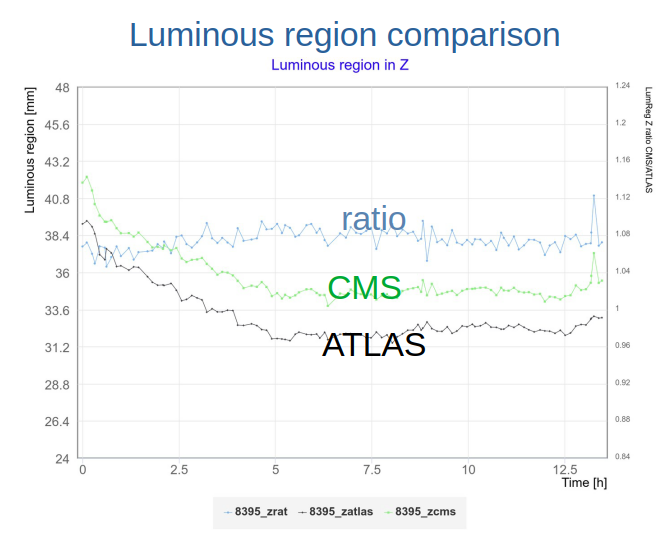 Luminous region comparison
Luminous region in Z
Luminous region [mm]
48
45.6
43.2
40.8
38.4
36
33.6
31.2
28.8
26.4
24
LumiReg Z ratio CMS/ATLAS
1.24
1.2
1.16
1.12
1.08
1.04
1
0.96
0.92
0.88
0.84
ratio
CMS
ATLAS
0 2.5 5 7.5 10 12.5
Time [h]
8395_zrat 8395_zatlas 8395_zcms